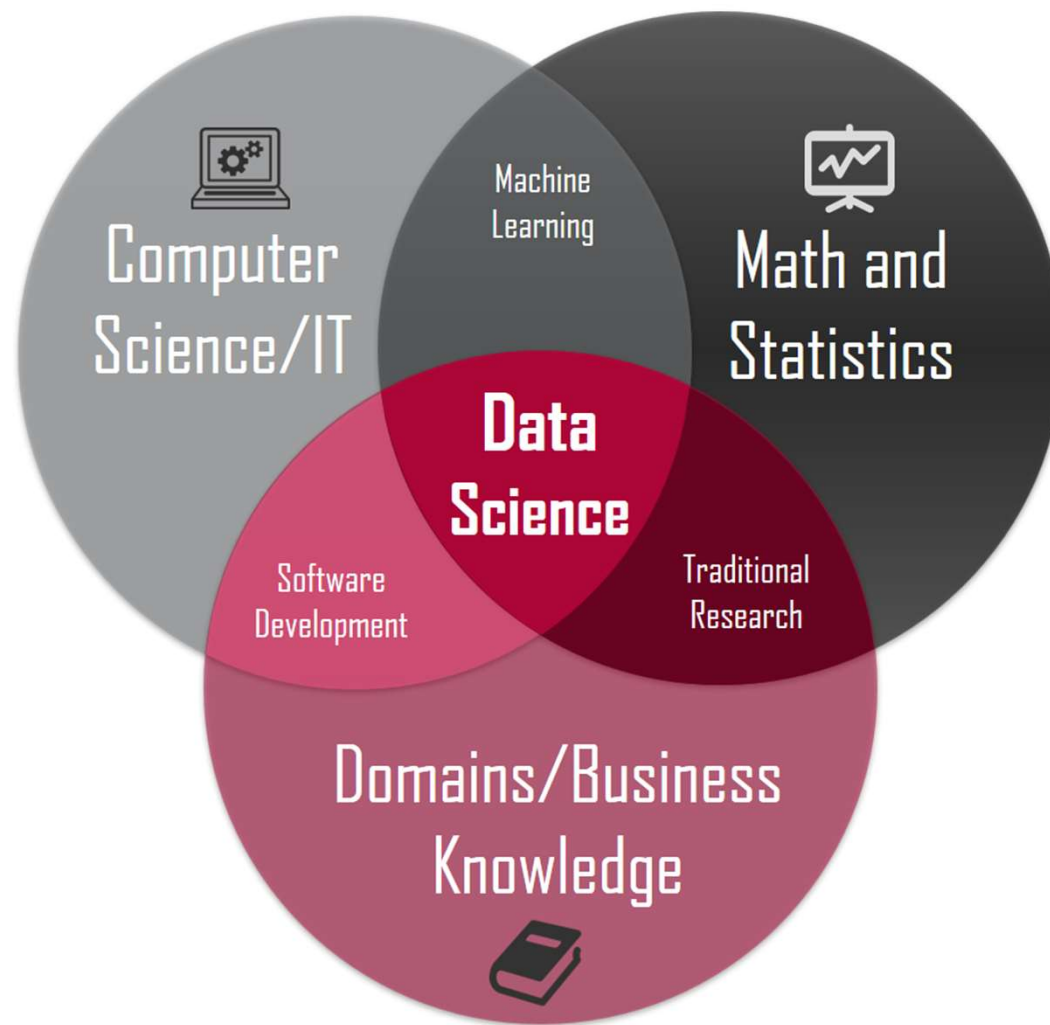 Machine
Learning
Computer
Science/IT
Math and
Statistics
Data
Science
Software
Development
Traditional
Research
Domains/Business
Knowledge